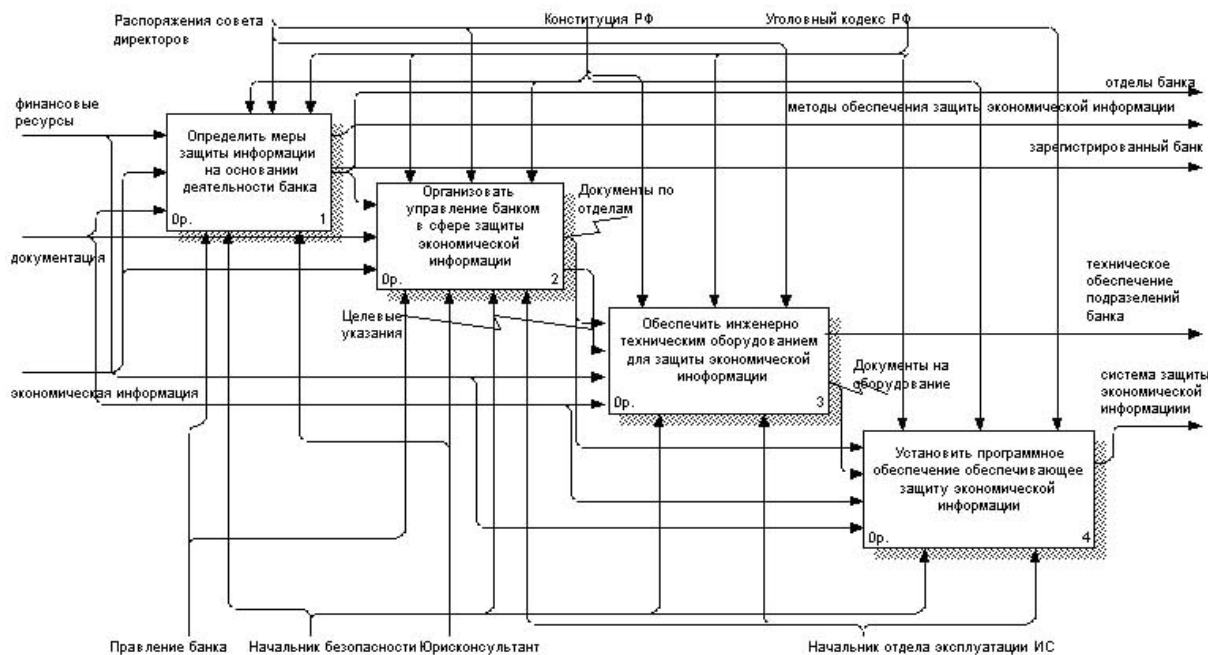 Распоряжения совета
директоров
Конституция РФ
Уголовный кодекс РФ
финансовые
ресурсы
отделы банка
методы обеспечения защить экономической информации
зарегистрированный банк
Определить меры
защиты информации
на основании
деятельности банка
0р.
1
Организовать
управление банком
в сфере защиты
экономической
информации
0р.
2
Документы по
отделам
документация
техническое
обеспечение
подразелений
банка
Целевые
указания
Обеспечить инженерно
техническим оборудованием
для защиты экономической
иноформации
0р.
3
Документы на
оборудование
экономическая информация
система защиты
экономической
информациии
Установить программное
обеспечение обеспечивающее
защиту экономической
информации
0р.
4
Правление банка
Начальник безопасности
Юрисконсультант
Начальник отдела эксплуатации ИС